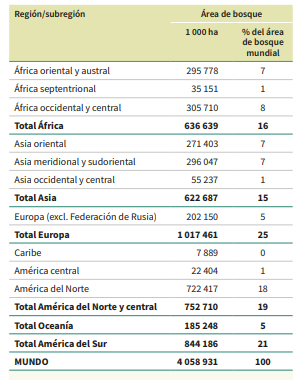 Región/subregión Área de bosque
1 000 ha % del área
de bosque
mundial
África oriental y austral 295 778 7
África septentrional 35 151 1
África occidental y central 305 710 8
Total África 636 639 16
Asia oriental 271 403 7
Asia meridional y sudoriental 296 047 7
Asia occidental y central 55 237 1
Total Asia 622 687 15
Europa (excl. Federación de Rusia) 202 150 5
Total Europa 1 017 461 25
Caribe 7 889 0
América central 22 404 1
América del Norte 722 417 18
Total América del Norte y central 752 710 19
Total Oceanía 185 248 5
Total América del Sur 844 186 21
MUNDO 4 058 931 100